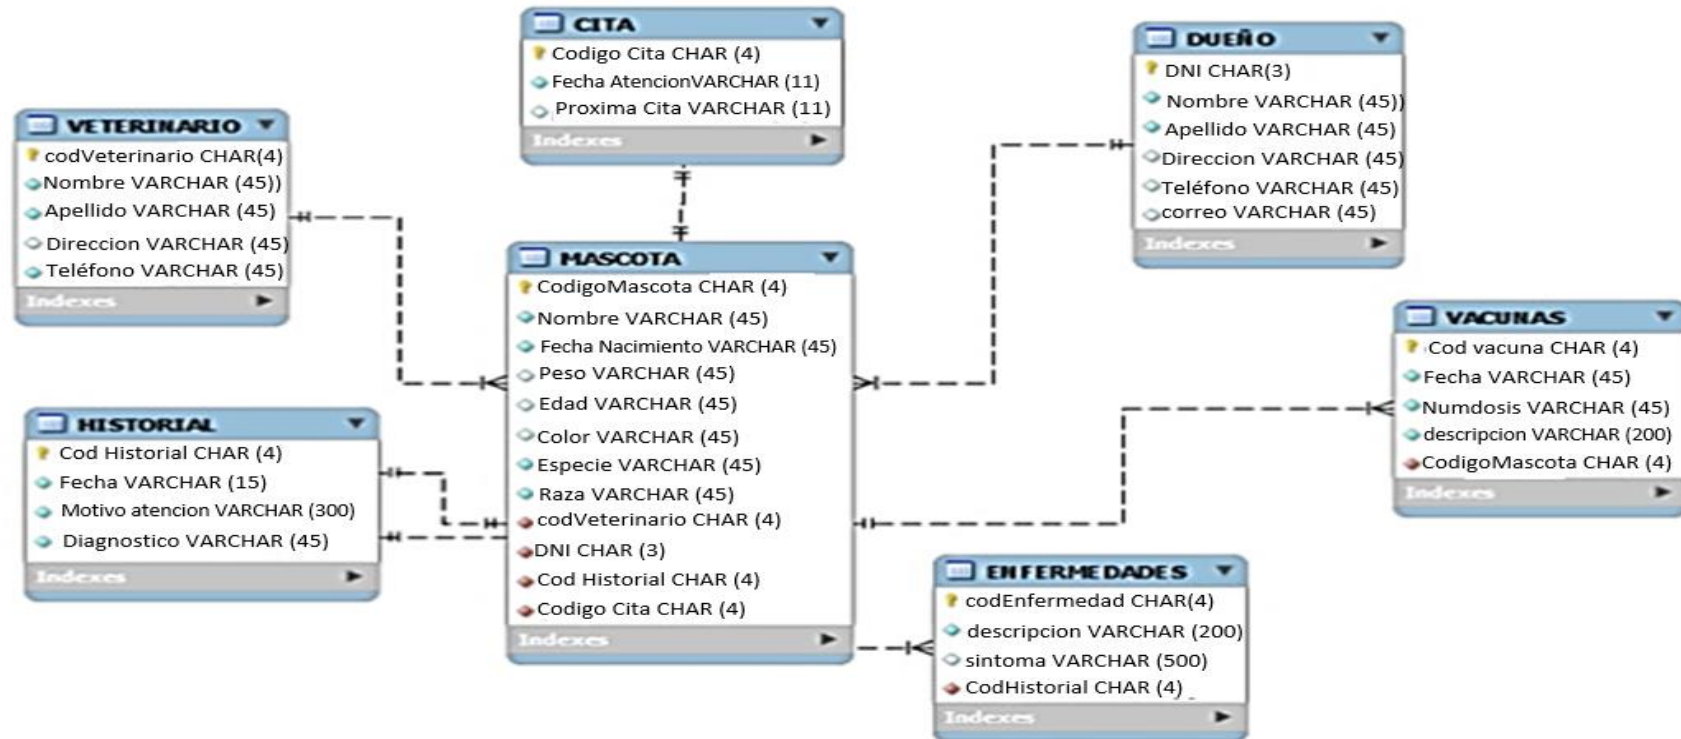 CITA
Codigo Cita CHAR (4)
Fecha AtencionVARCHAR (11)
Proxima Cita VARCHAR (11)
Indexes
DUEÑO
DNI CHAR(3)
Nombre VARCHAR (45))
Apellido VARCHAR (45)
Direccion VARCHAR (45)
Teléfono VARCHAR (45)
correo VARCHAR (45)
Indexes
VETERINARIO
codVeterinario CHAR(4)
Nombre VARCHAR (45))
Apellido VARCHAR (45)
Direccion VARCHAR (45)
Teléfono VARCHAR (45)
Indexes
MASCOTA
CodigoMascota CHAR (4)
Nombre VARCHAR (45)
Fecha Nacimiento VARCHAR (45)
Peso VARCHAR (45)
Edad VARCHAR (45)
Color VARCHAR (45)
Especie VARCHAR (45)
Raza VARCHAR (45)
codVeterinario CHAR (4)
DNI CHAR (3)
Cod Historial CHAR (4)
Codigo Cita CHAR (4)
Indexes
VACUNAS
Cod vacuna CHAR (4)
Fecha VARCHAR (45)
Numdosis VARCHAR (45)
descripcion VARCHAR (200)
CodigoMascota CHAR (4)
Indexes
HISTORIAL
Cod Historial CHAR (4)
Fecha VARCHAR (15)
Motivo atencion VARCHAR (300)
Diagnostico VARCHAR (45)
Indexes
ENFERMEDADES
codEnfermedad CHAR(4)
descripcion VARCHAR (200)
sintoma VARCHAR (500)
CodHistorial CHAR (4)
Indexes